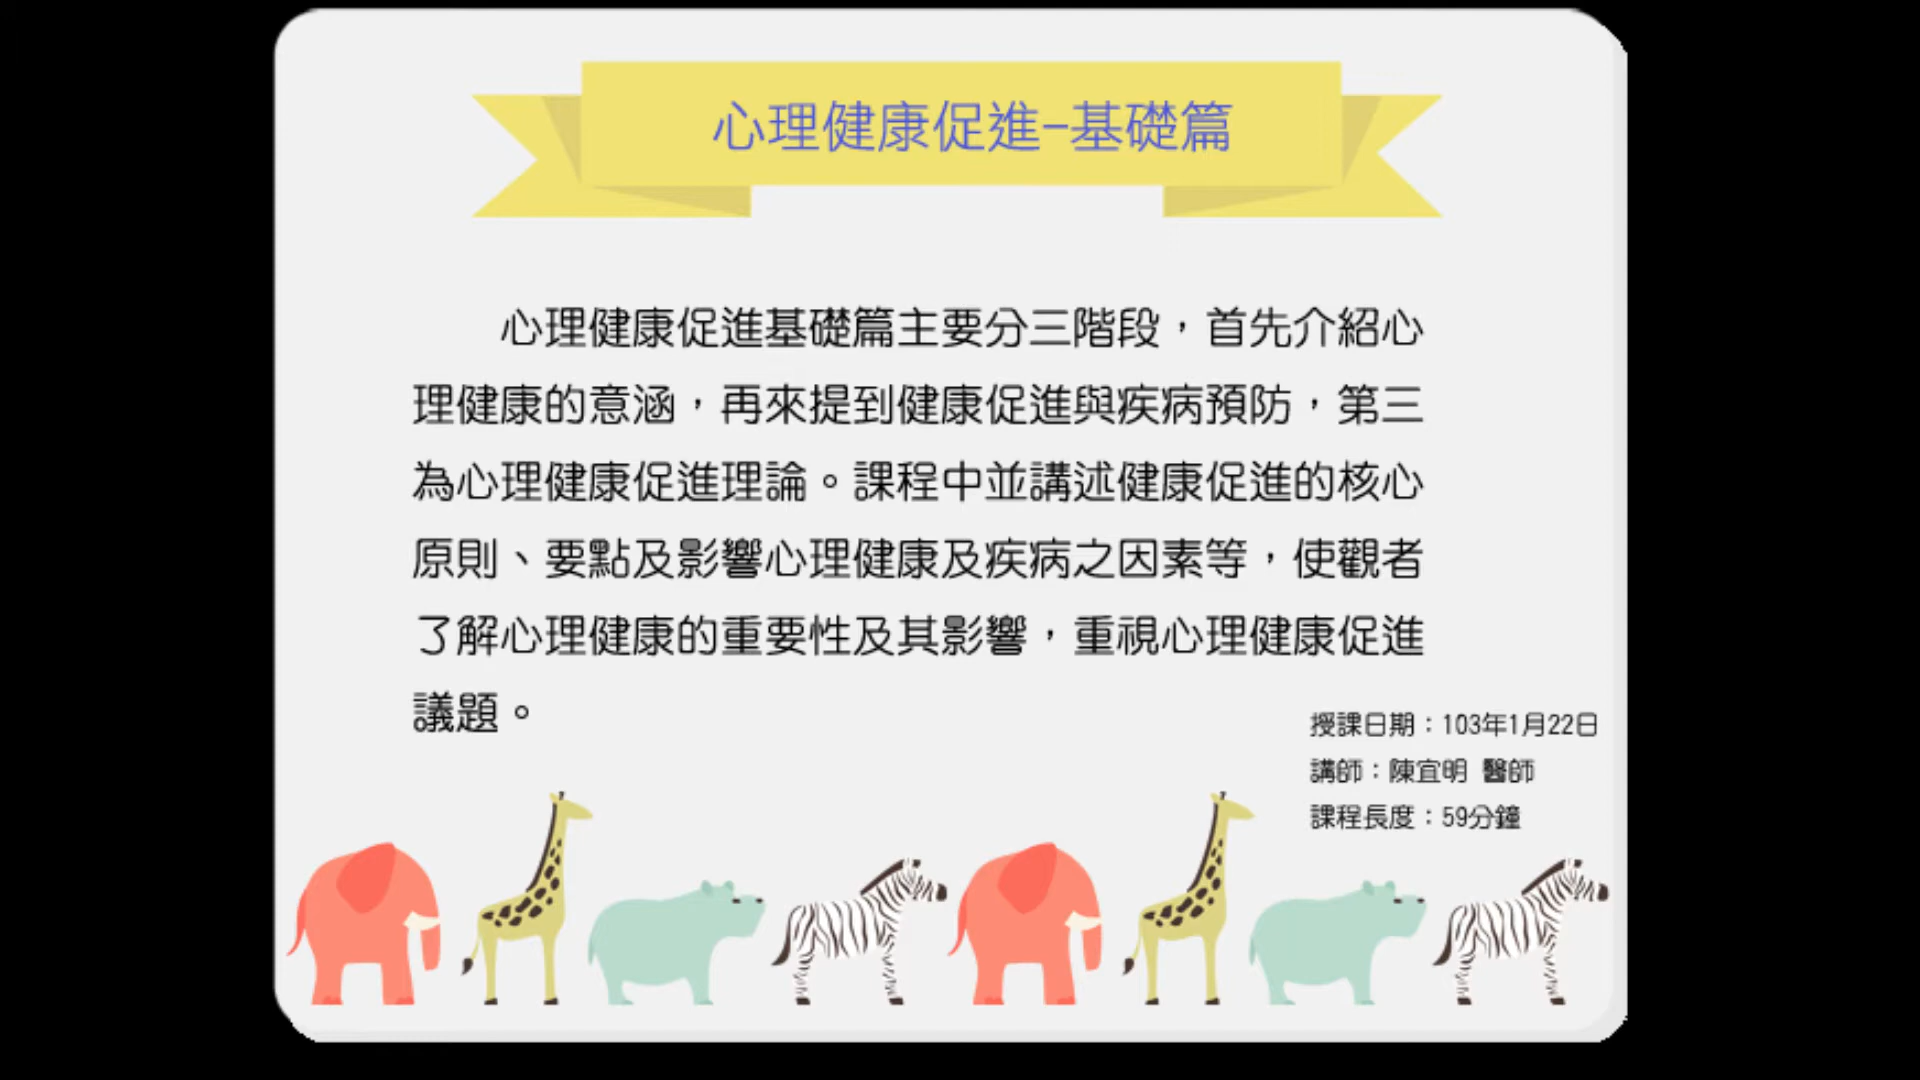 心理健康促進-基礎篇
心理健康促進基礎篇主要分三階段，首先介紹心
理健康的意涵，再來提到健康促進與疾病預防，第三
為心理健康促進理論。課程中並講述健康促進的核心
原則、要點及影響心理健康及疾病之因素等，使觀者
了解心理健康的重要性及其影響，重視心理健康促進
議題。
授課日期：103年1月22日
講師：陳宜明 醫師
課程長度：59分鐘